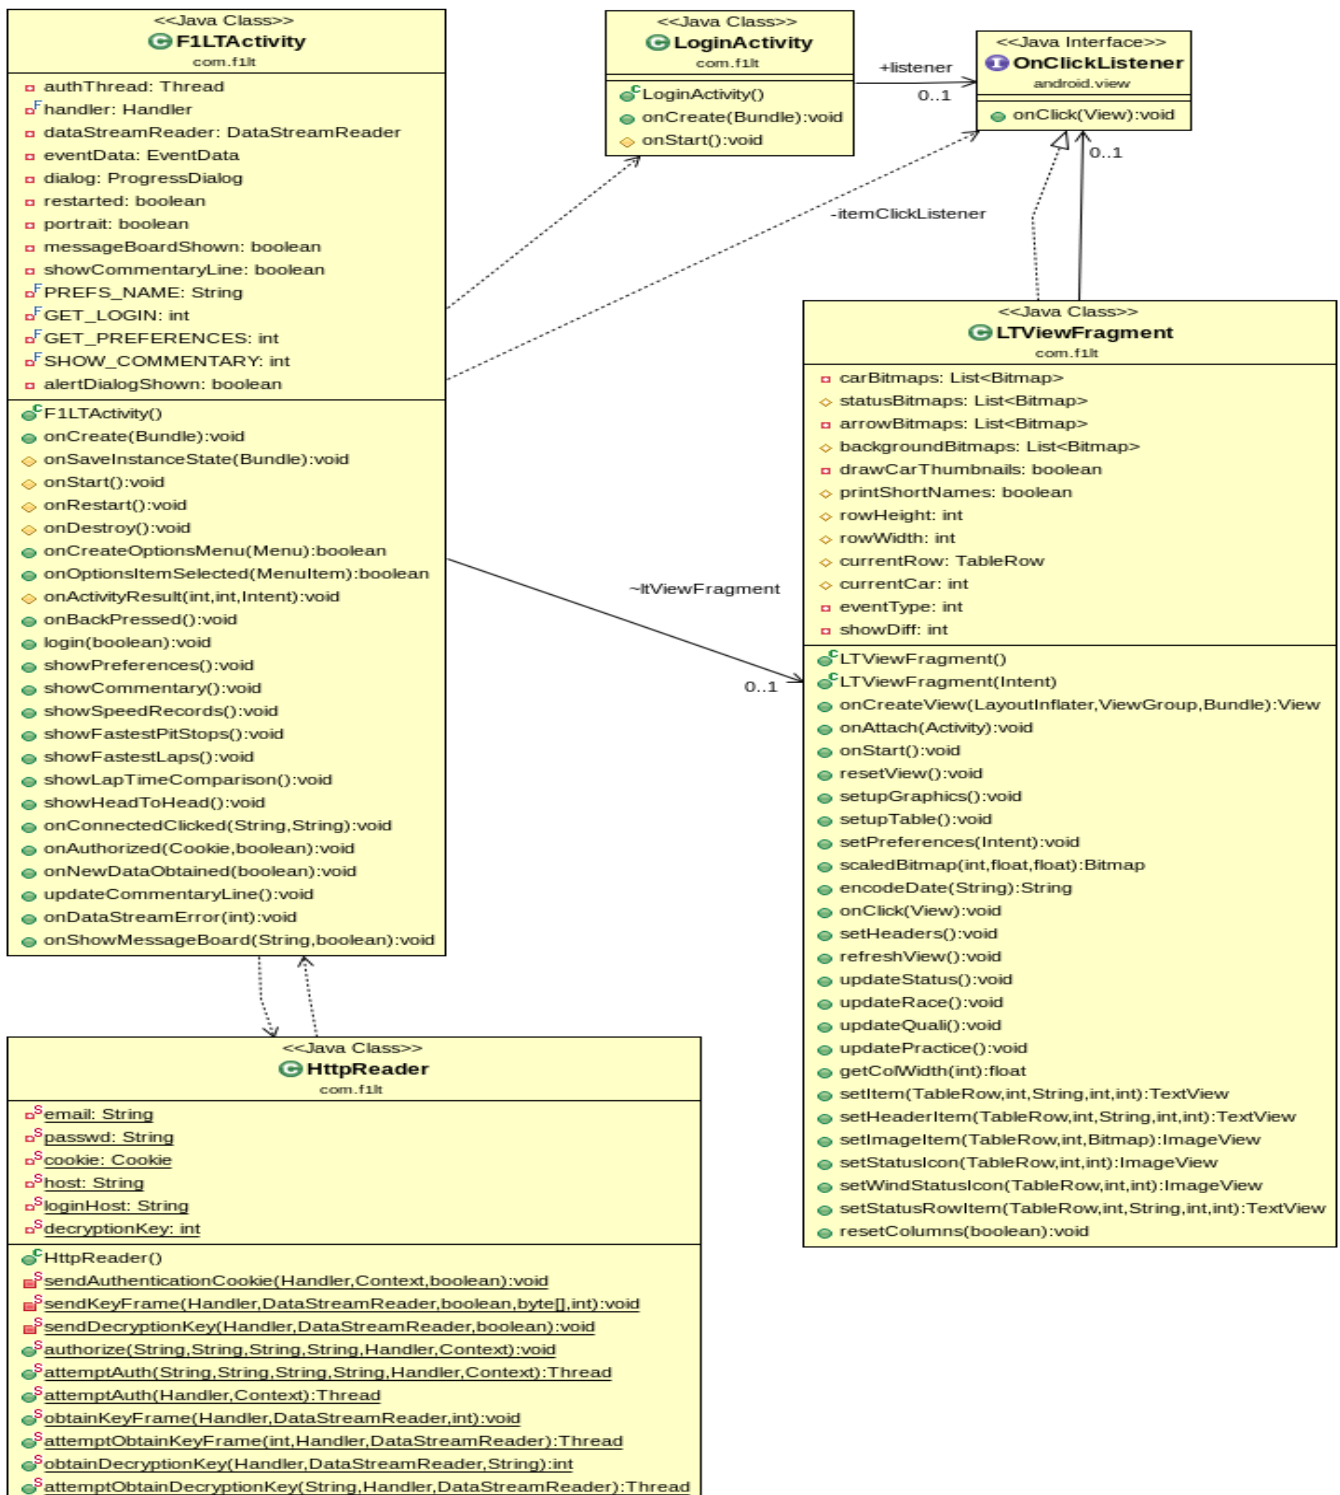 <<Java Class>>
F1LTActivity
com.f1lt
authThread: Thread
handler: Handler
dataStreamReader: DataStreamReader
eventData: EventData
dialog: ProgressDialog
restarted: boolean
portrait: boolean
messageBoardShown: boolean
showCommentaryLine: boolean
PREFS_NAME: String
GET_LOGIN: int
GET_PREFERENCES: int
SHOW_COMMENTARY: int
alertDialogShown: boolean
F1LTActivity()
onCreate(Bundle):void
onSaveInstanceState(Bundle):void
onStart():void
onRestart():void
onDestroy():void
onCreateOptionsMenu(Menu):boolean
onOptionsItemSelected(MenuItem):boolean
onActivityResult(int,int,Intent):void
onBackPressed():void
login(boolean):void
showPreferences():void
showCommentary():void
showSpeedRecords():void
showFastestPitStops():void
showFastestLaps():void
showLapTimeComparison():void
showHeadToHead():void
onConnectedClicked(String,String):void
onAuthorized(Cookie,boolean):void
onNewDataObtained(boolean):void
updateCommentaryLine():void
onDataStreamError(int):void
onShowMessageBoard(String,boolean):void
<<Java Class>>
LoginActivity
com.f1lt
LoginActivity()
onCreate(Bundle):void
onStart():void
+listener
0..1
<<Java Interface>>
OnClickListener
android.view
onClick(View):void
0..1
-itemClickListener
~ltViewFragment
0..1
<<Java Class>>
LTViewFragment
com.f1lt
carBitmaps: List<Bitmap>
statusBitmaps: List<Bitmap>
arrowBitmaps: List<Bitmap>
backgroundBitmaps: List<Bitmap>
drawCarThumbnails: boolean
printShortNames: boolean
rowHeight: int
rowWidth: int
currentRow: TableRow
currentCar: int
eventType: int
showDiff: int
LTViewFragment()
LTViewFragment(Intent)
onCreateView(LayoutInflater,ViewGroup,Bundle):View
onAttach(Activity):void
onStart():void
resetView():void
setupGraphics():void
setupTable():void
setPreferences(Intent):void
scaledBitmap(int,float,float):Bitmap
encodeDate(String):String
onClick(View):void
setHeaders():void
refreshView():void
updateStatus():void
updateRace():void
updateQuali():void
updatePractice():void
getColWidth(int):float
setItem(TableRow,int,String,int,int):TextView
setHeaderItem(TableRow,int,String,int,int):TextView
setImageItem(TableRow,int,Bitmap):ImageView
setStatusIcon(TableRow,int,int):ImageView
setWindStatusIcon(TableRow,int,int):ImageView
setStatusRowItem(TableRow,int,String,int,int):TextView
resetColumns(boolean):void
<<Java Class>>
HttpReader
com.f1lt
email: String
passwd: String
cookie: Cookie
host: String
loginHost: String
decryptionKey: int
HttpReader()
sendAuthenticationCookie(Handler,Context,boolean):void
sendKeyFrame(Handler,DataStreamReader,boolean,byte[],int):void
sendDecryptionKey(Handler,DataStreamReader,boolean):void
authorize(String,String,String,String,Handler,Context):void
attemptAuth(String,String,String,String,Handler,Context):Thread
attemptAuth(Handler,Context):Thread
obtainKeyFrame(Handler,DataStreamReader,int):void
attemptObtainKeyFrame(int,Handler,DataStreamReader):Thread
obtainDecryptionKey(Handler,DataStreamReader,String):int
attemptObtainDecryptionKey(String,Handler,DataStreamReader):Thread